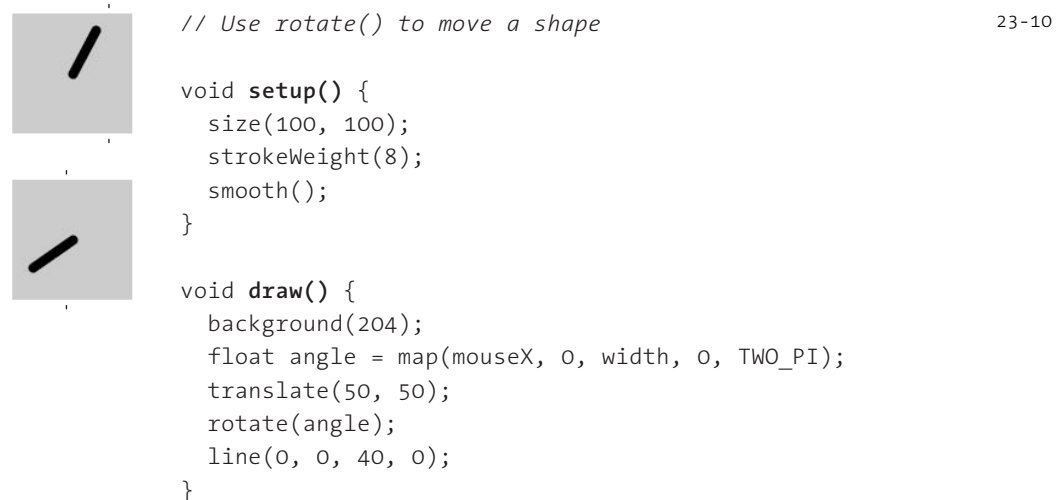 // Use rotate() to move a shape 23-10
void setup() {
size(100, 100);
strokeWeight(8);
smooth();
}
void draw() {
background(204);
float angle = map(mouseX, 0, width, 0, TWO_PI);
translate(50, 50);
rotate(angle);
line(0, 0, 40, 0);
}